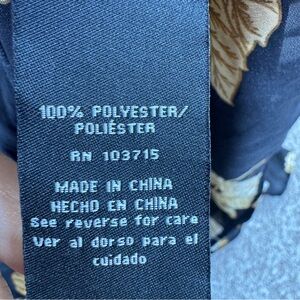 100% POLYESTER/
POLIÉSTER
RN 103715
MADE IN CHINA
HECHO EN CHINA
See reverse for care
Ver al dorso para el
cuidado